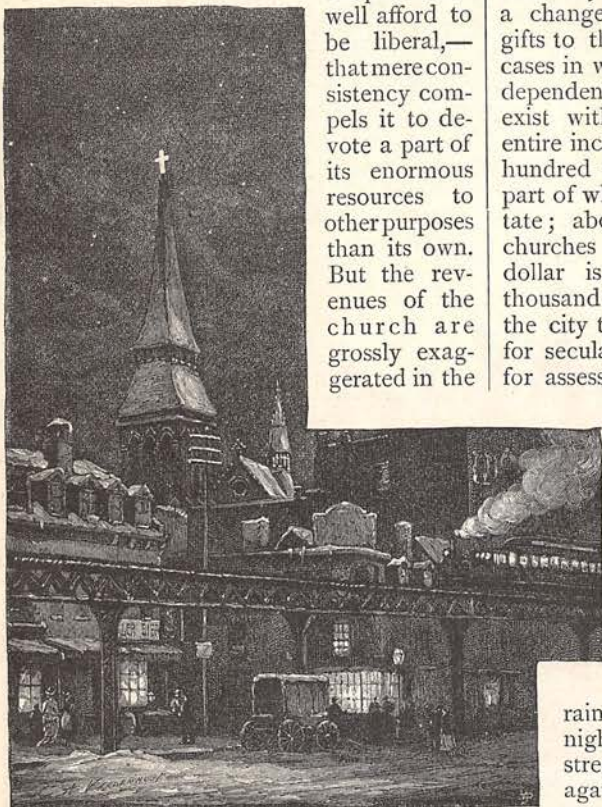 well afford to
be liberal,—
that mere con-
sistency com-
pels it to de-
vote a part of
its enormous
resources to
other purposes
than its own.
But the rev-
enues of the
church are
grossly exag-
gerated in the
a change
gifts to th
cases in w
dependen
exist with
entire inc
hundred
part of wh
tate; abo
churches
dollar is
thousand
the city t
for secula
for assess
rain
nigh
stre
aga